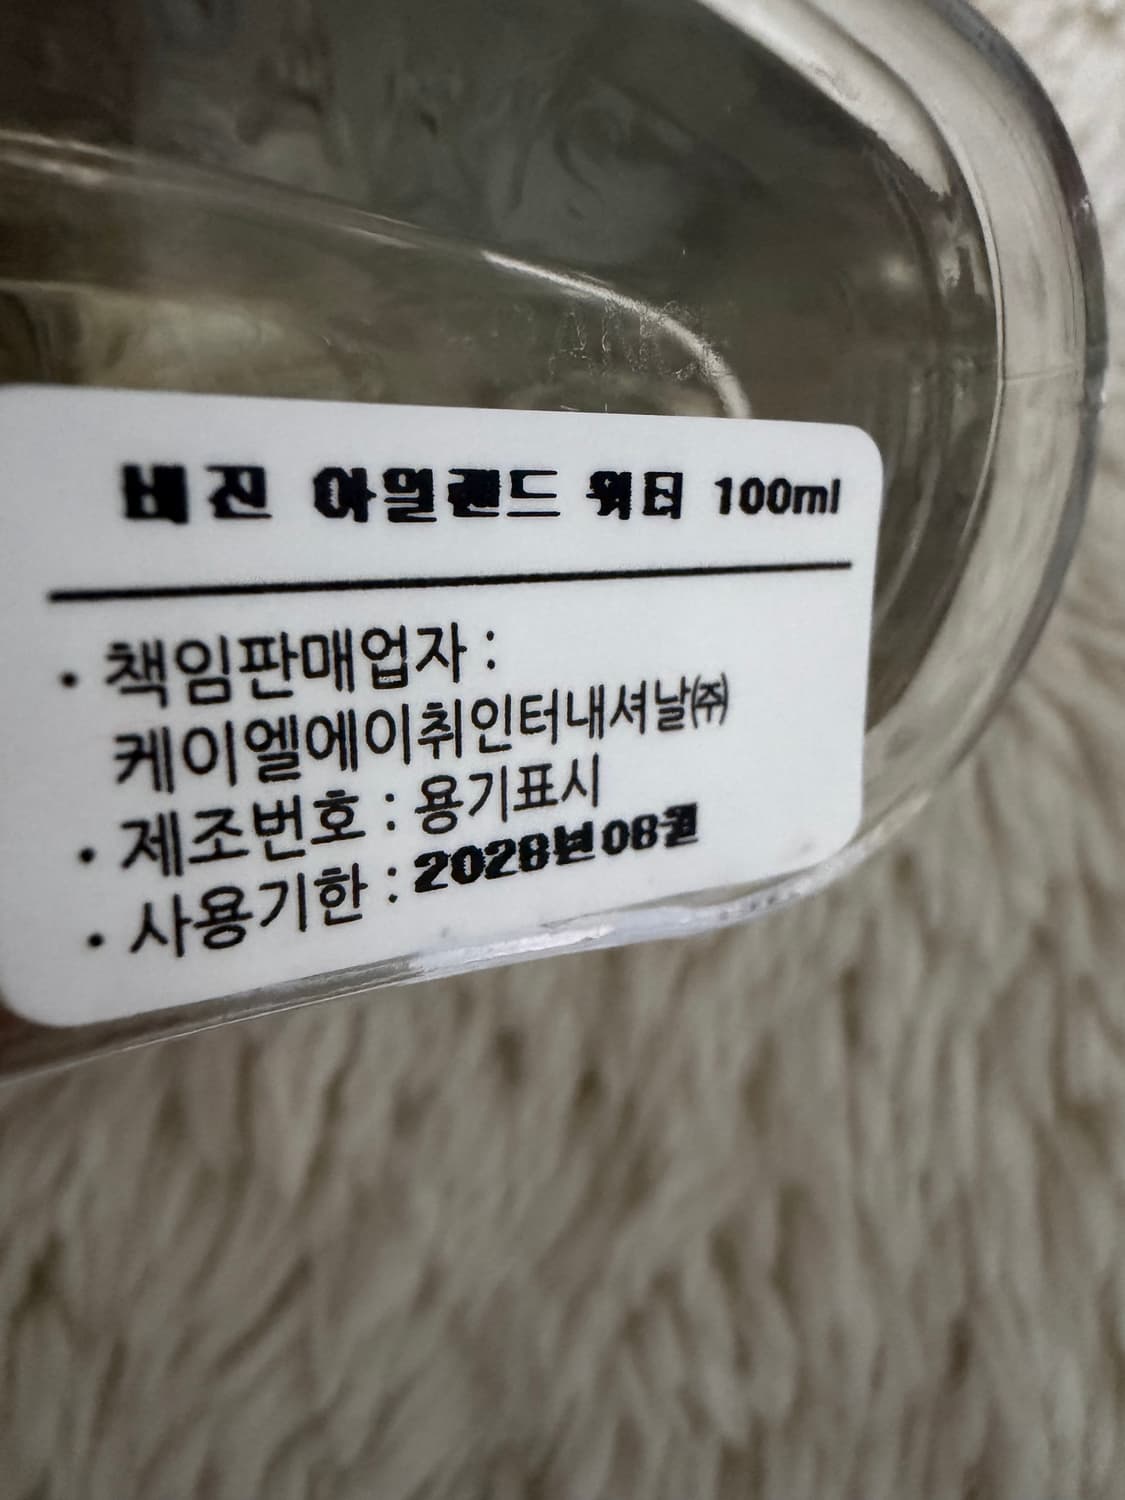 버진 아일랜드 워터 100ml
· 책임판매업자 :
케이엘에이취인터내셔날㈜
· 제조번호 : 용기표시
· 사용기한 : 2028년08월